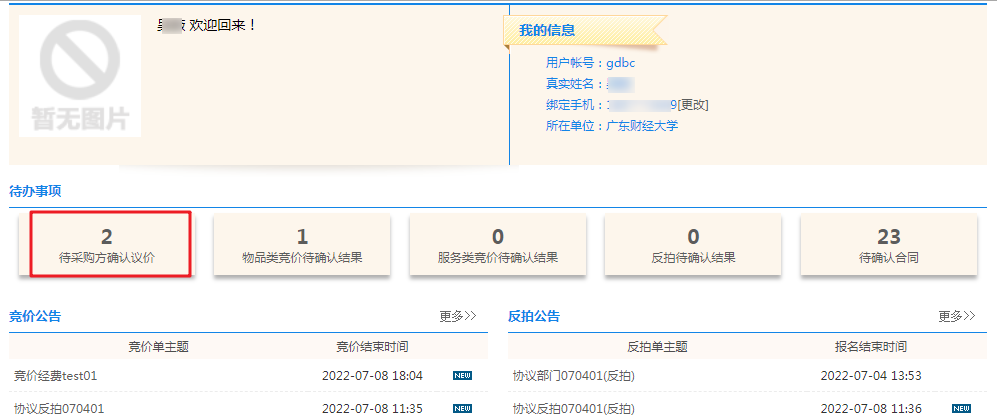 欢迎回来！
暂无图片
我的信息
用户帐号：gdbc
真实姓名：
绑定手机：9[更改]
所在单位：广东财经大学
待办事项
2
待采购方确认议价
1
物品类竞价待确认结果
0
服务类竞价待确认结果
0
反拍待确认结果
23
待确认合同
竞价公告 更多>>
竞价单主题 竞价结束时间
竞价经费test01 2022-07-08 18:04 NEW
协议反拍070401 2022-07-08 11:35 NEW
反拍公告 更多>>
反拍单主题 报名结束时间
协议部门070401(反拍) 2022-07-04 13:53
协议反拍070401(反拍) 2022-07-08 11:36 NEW